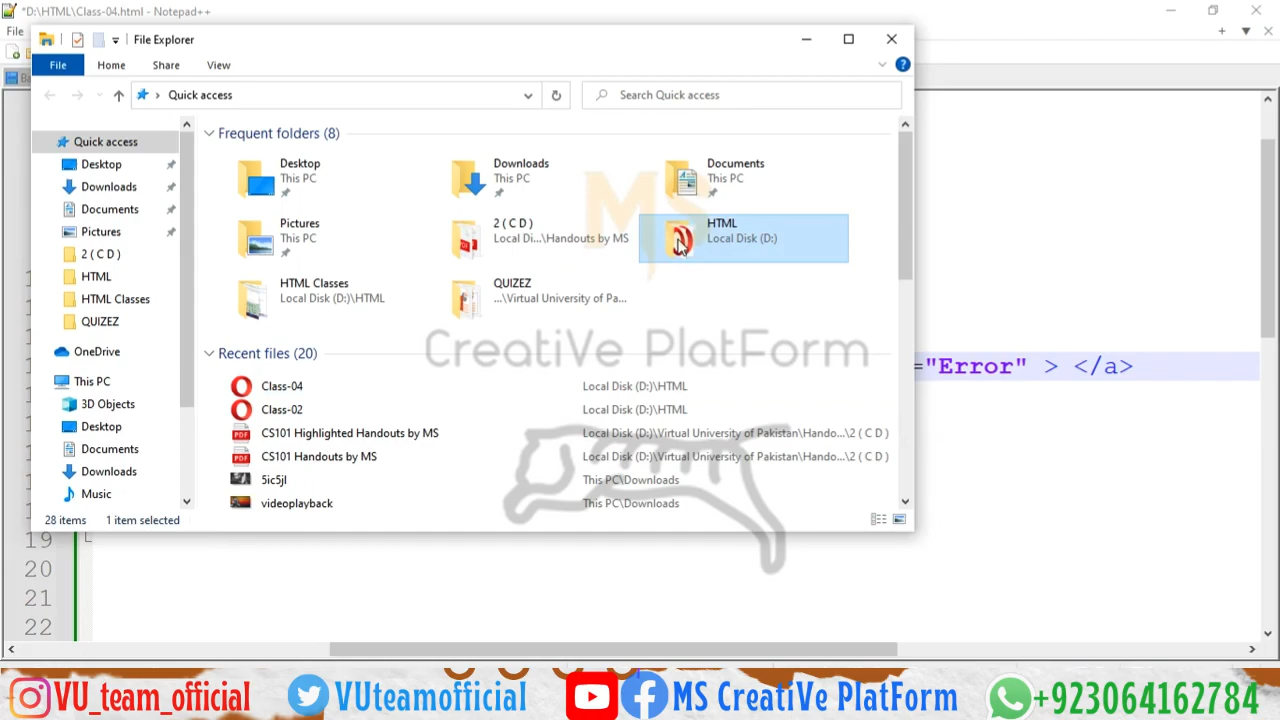 *D:\HTML\Class-04.html - Notepad++
File
File Explorer
File Home Share View
Quick access
Search Quick access
Quick access
Desktop
Downloads
Documents
Pictures
2 ( C D )
HTML
HTML Classes
QUIZEZ
OneDrive
This PC
3D Objects
Desktop
Documents
Downloads
Music
Frequent folders (8)
Desktop
This PC
Downloads
This PC
Documents
This PC
Pictures
This PC
2 ( C D )
Local Di...\Handouts by MS
HTML
Local Disk (D:)
HTML Classes
Local Disk (D:)\HTML
QUIZEZ
...\Virtual University of Pa...
MS
CreatiVe PlatForm
Recent files (20)
Class-04 Local Disk (D:)\HTML
Class-02 Local Disk (D:)\HTML
CS101 Highlighted Handouts by MS Local Disk (D:)\Virtual University of Pakistan\Hando...\2 ( C D )
CS101 Handouts by MS Local Disk (D:)\Virtual University of Pakistan\Hando...\2 ( C D )
5ic5jl This PC\Downloads
videoplayback This PC\Downloads
28 items 1 item selected
="Error" > </a>
19
20
21
22
VU_team_official VUteamofficial MS CreatiVe PlatForm +923064162784